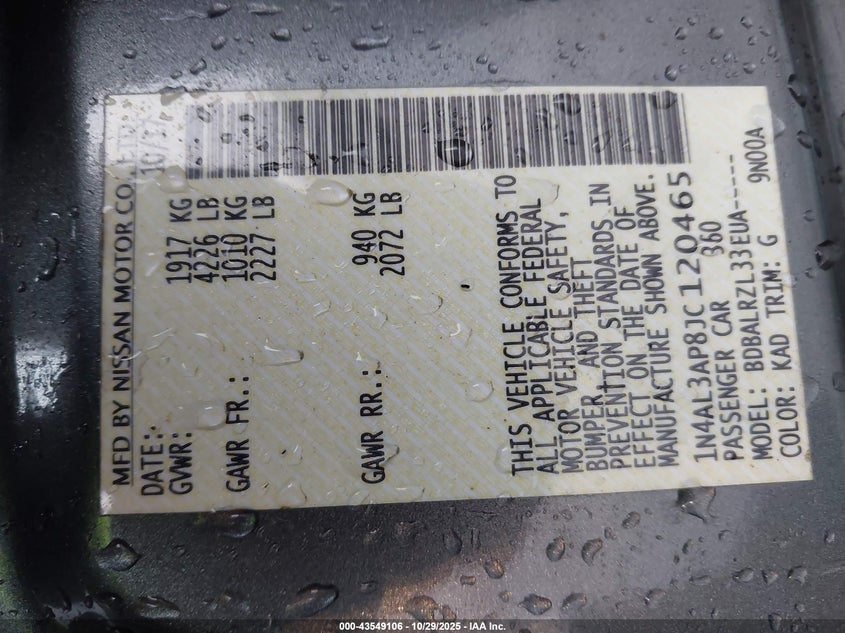 MFD BY NISSAN MOTOR CO., LTD.
DATE: 10/17
GVWR: 1917 KG
4226 LB
GAWR FR.: 1010 KG
2227 LB
GAWR RR.: 940 KG
2072 LB
THIS VEHICLE CONFORMS TO
ALL APPLICABLE FEDERAL
MOTOR VEHICLE SAFETY,
BUMPER AND THEFT
PREVENTION STANDARDS IN
EFFECT ON THE DATE OF
MANUFACTURE SHOWN ABOVE.
1N4AL3AP8JC120465
PASSENGER CAR 360
MODEL: BDBALRZL33EUA-----
COLOR: KAD TRIM: G 9N00A
000-43549106 - 10/29/2025 - IAA Inc.